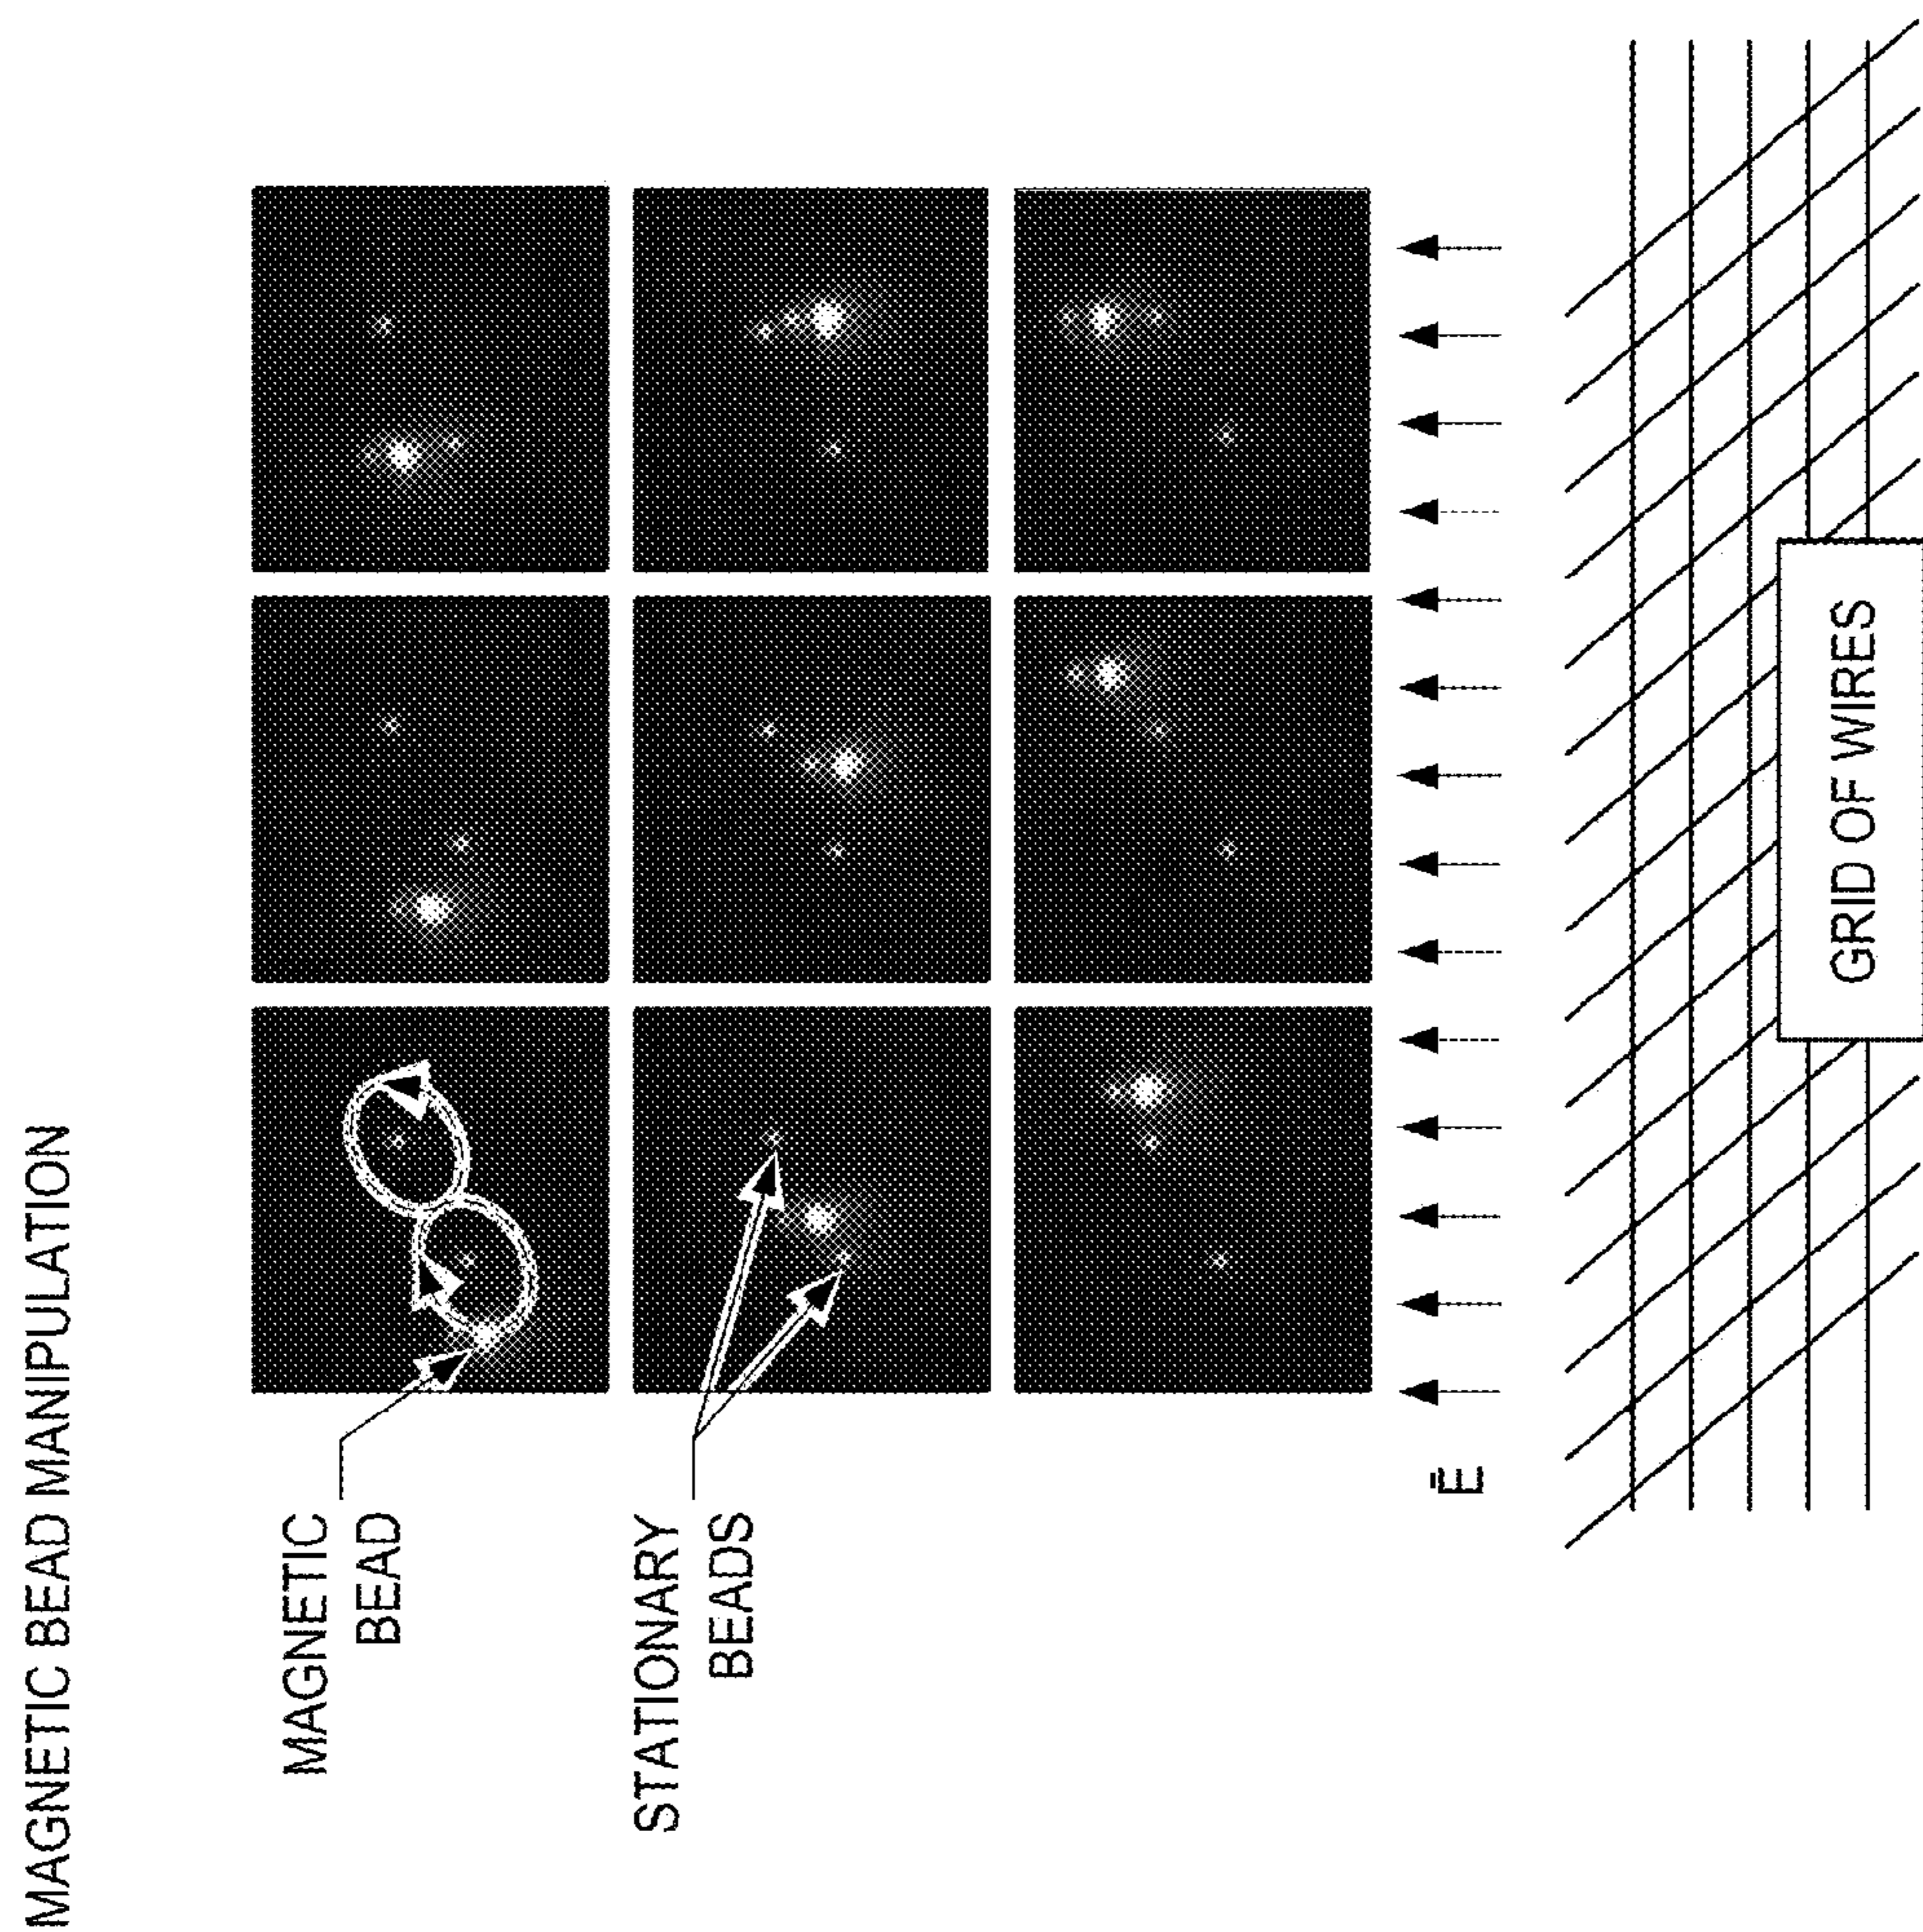 MAGNETIC BEAD MANIPULATION
MAGNETIC
BEAD
STATIONARY
BEADS
Ē
GRID OF WIRES